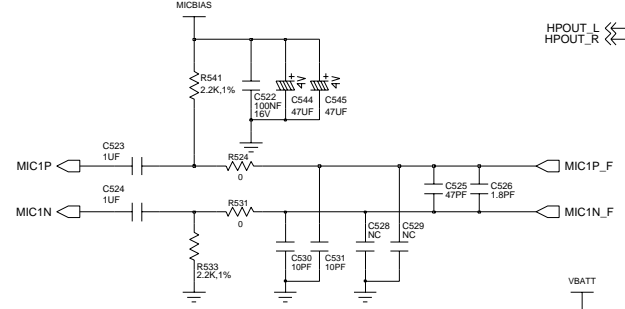 MICBIAS
HPOUT_L
HPOUT_R
R541
2.2K,1%
C522
100NF
16V
+
4V
C544
47UF
+
4V
C545
47UF
C523
1UF
MIC1P
R524
0
MIC1P_F
C524
1UF
MIC1N
R531
0
C525
47PF
C526
1.8PF
MIC1N_F
R533
2.2K,1%
C530
10PF
C531
10PF
C528
NC
C529
NC
VBATT